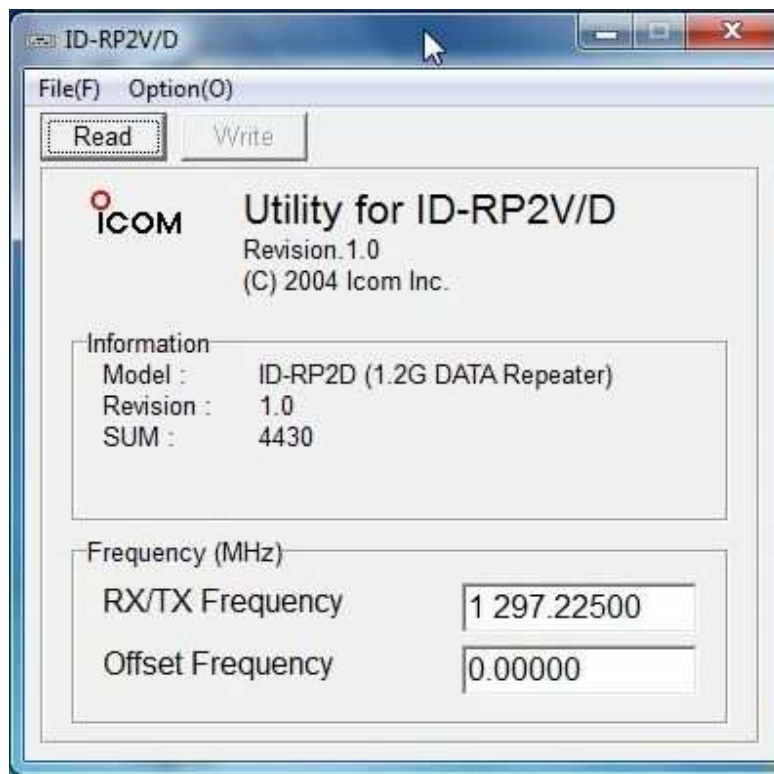 ID-RP2V/D
File(F) Option(O)
Read Write
ICOM Utility for ID-RP2V/D
Revision.1.0
(C) 2004 Icom Inc.
Information
Model : ID-RP2D (1.2G DATA Repeater)
Revision : 1.0
SUM : 4430
Frequency (MHz)
RX/TX Frequency 1 297.22500
Offset Frequency 0.00000